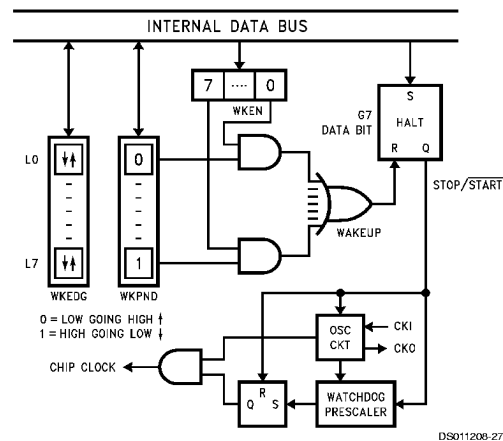 INTERNAL DATA BUS
7 ···· 0
WKEN
G7
DATA BIT
S
HALT
R Q
STOP/START
L0
0
L7
1
WKEDG
WKPND
WAKEUP
0 = LOW GOING HIGH ↑
1 = HIGH GOING LOW ↓
CHIP CLOCK
OSC
CKT
CKI
CKO
R
Q S
WATCHDOG
PRESCALER
DS011208-27